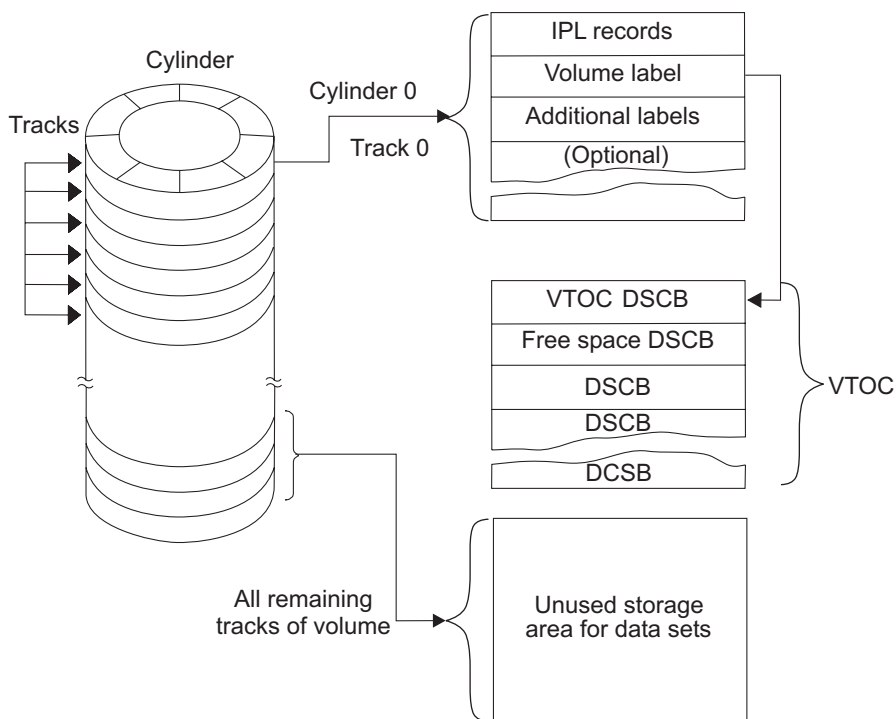 Cylinder
Tracks
Cylinder 0
Track 0
IPL records
Volume label
Additional labels
(Optional)
VTOC DSCB
Free space DSCB
DSCB
DSCB
DCSB
VTOC
All remaining
tracks of volume
Unused storage
area for data sets